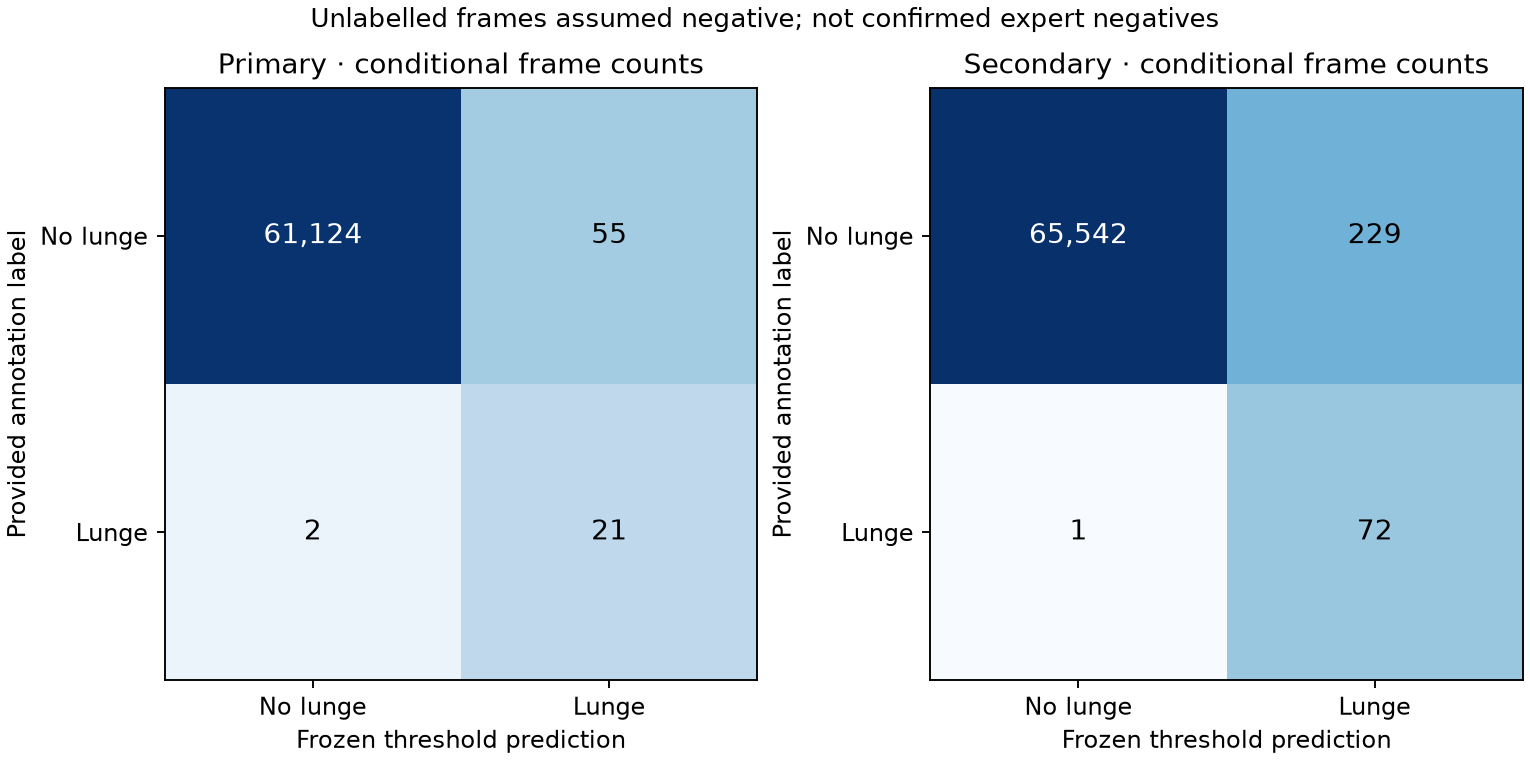 Unlabelled frames assumed negative; not confirmed expert negatives
Primary · conditional frame counts
Provided annotation label
No lunge
61,124
55
Lunge
2
21
No lunge
Lunge
Frozen threshold prediction
Secondary · conditional frame counts
Provided annotation label
No lunge
65,542
229
Lunge
1
72
No lunge
Lunge
Frozen threshold prediction